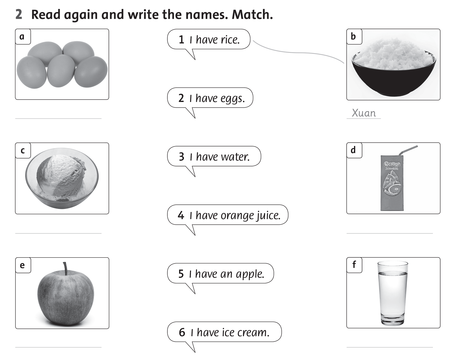 2 Read again and write the names. Match.
a
1 I have rice.
b
2 I have eggs.
Xuan
c
3 I have water.
d
4 I have orange juice.
e
5 I have an apple.
f
6 I have ice cream.